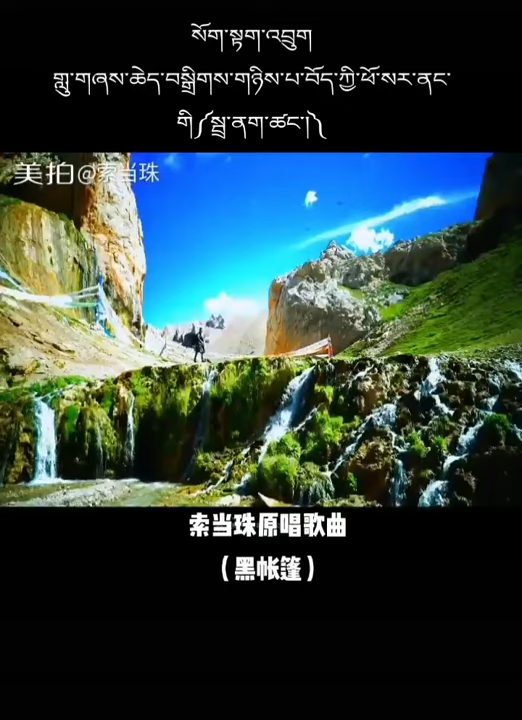 སོག་སྟག་འབྲུག
གླུ་གཞས་ཆེད་བསྒྲིགས་གཉིས་པ་བོད་ཀྱི་ཕོ་སར་ནང་
གི༼སྦྲ་ནག་ཚང་།༽
美拍@索当珠
索当珠原唱歌曲
（黑帐篷）